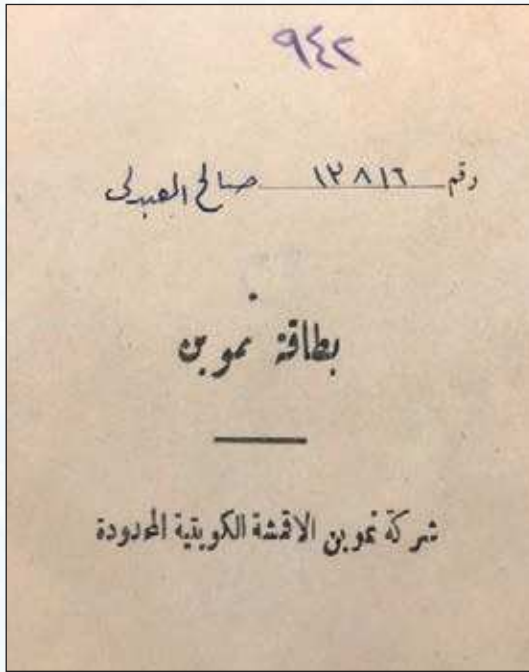 ٩٤٢
رقم ١٢٨١٦ صالح العبدلي
بطاقة تموين
شركة تموين الاقمشة الكويتية المحدودة